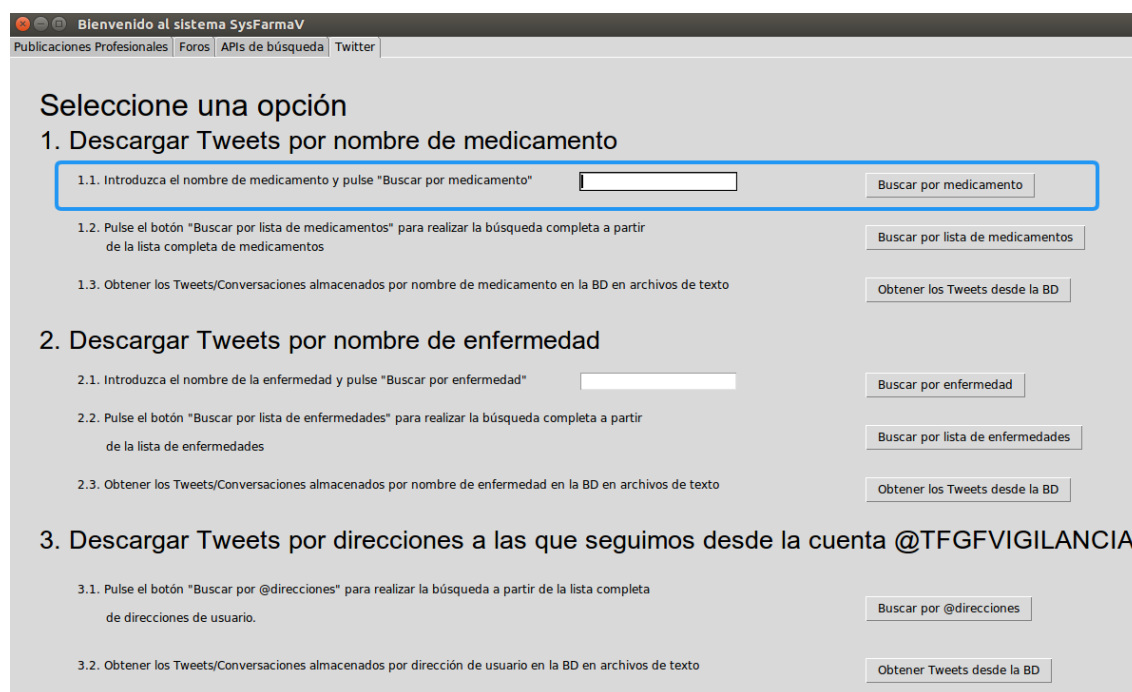 Bienvenido al sistema SysFarmaV
Publicaciones Profesionales Foros APIs de búsqueda Twitter
Seleccione una opción
1. Descargar Tweets por nombre de medicamento
1.1. Introduzca el nombre de medicamento y pulse "Buscar por medicamento" Buscar por medicamento
1.2. Pulse el botón "Buscar por lista de medicamentos" para realizar la búsqueda completa a partir
de la lista completa de medicamentos
Buscar por lista de medicamentos
1.3. Obtener los Tweets/Conversaciones almacenados por nombre de medicamento en la BD en archivos de texto Obtener los Tweets desde la BD
2. Descargar Tweets por nombre de enfermedad
2.1. Introduzca el nombre de la enfermedad y pulse "Buscar por enfermedad" Buscar por enfermedad
2.2. Pulse el botón "Buscar por lista de enfermedades" para realizar la búsqueda completa a partir
de la lista de enfermedades
Buscar por lista de enfermedades
2.3. Obtener los Tweets/Conversaciones almacenados por nombre de enfermedad en la BD en archivos de texto Obtener los Tweets desde la BD
3. Descargar Tweets por direcciones a las que seguimos desde la cuenta @TFGFVIGILANCIA
3.1. Pulse el botón "Buscar por @direcciones" para realizar la búsqueda a partir de la lista completa
de direcciones de usuario.
Buscar por @direcciones
3.2. Obtener los Tweets/Conversaciones almacenados por dirección de usuario en la BD en archivos de texto Obtener Tweets desde la BD